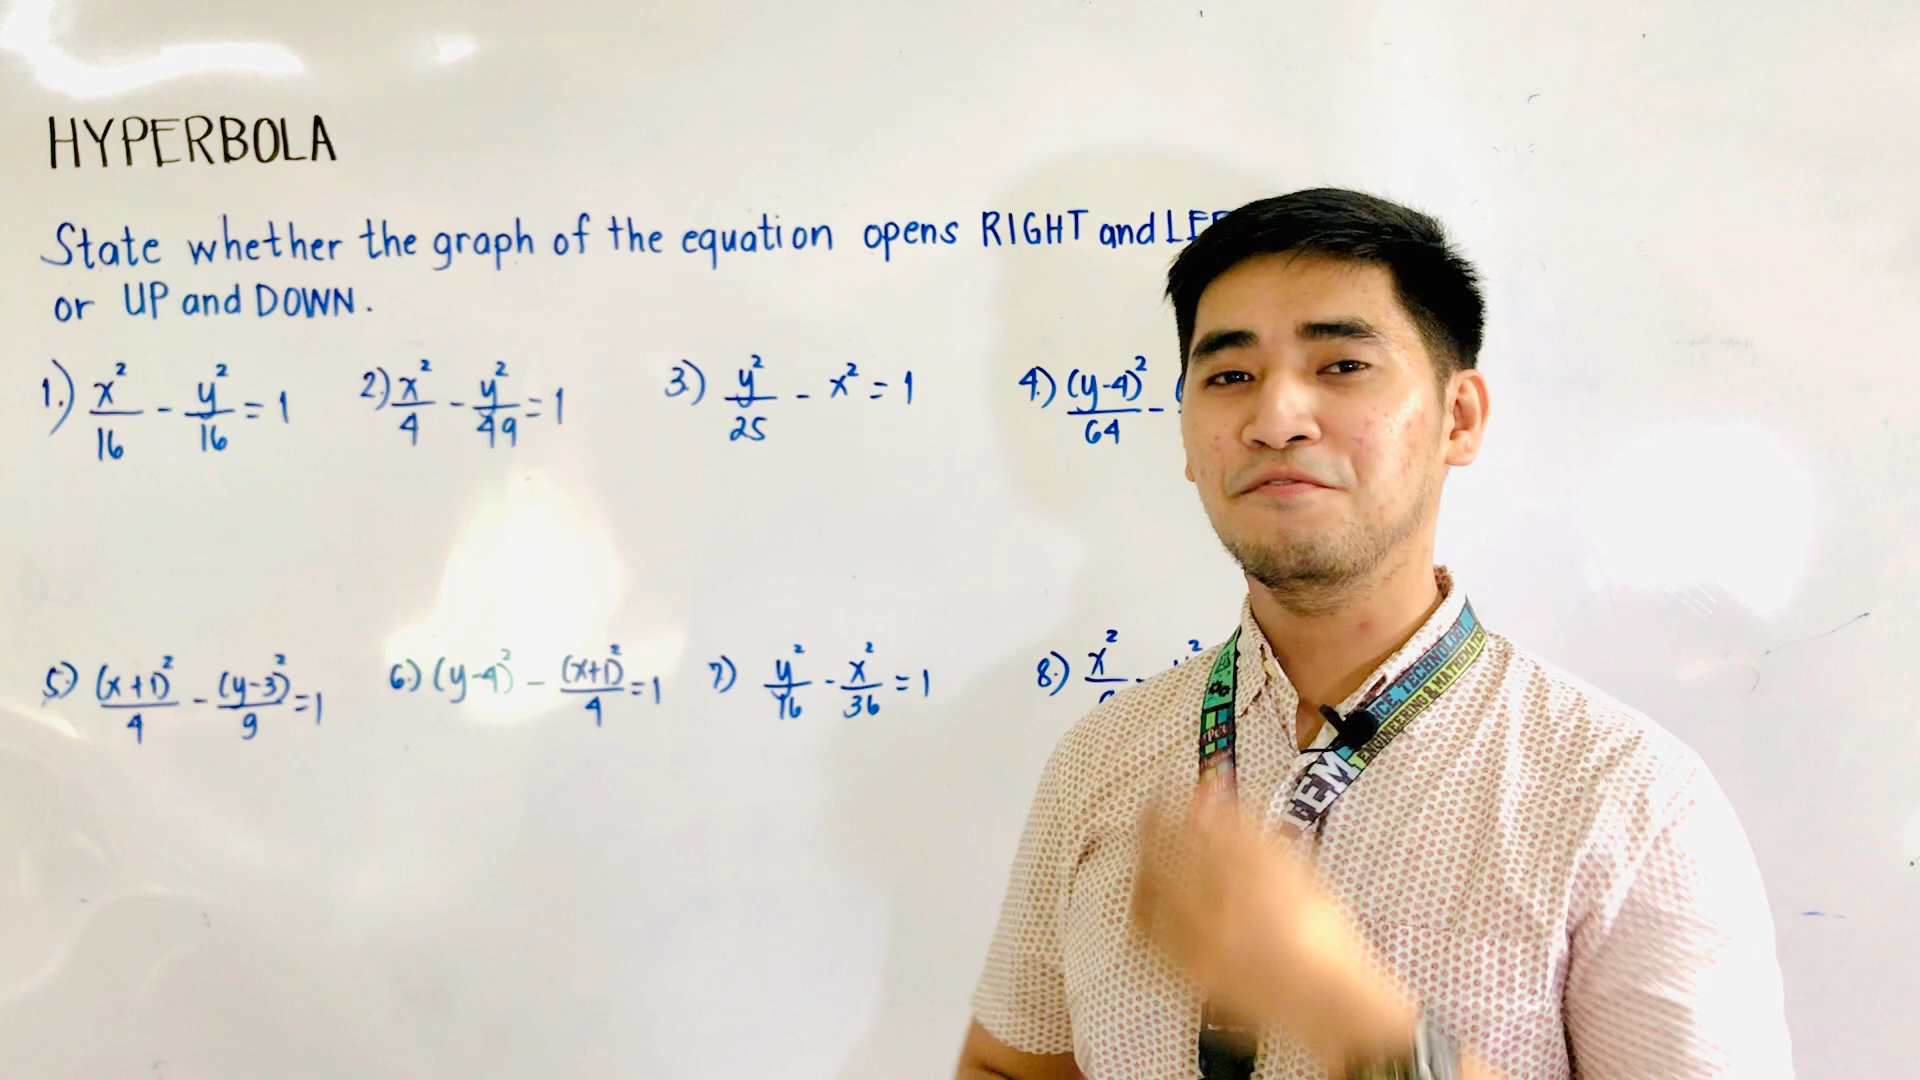 HYPERBOLA
State whether the graph of the equation opens RIGHT and
or UP and DOWN.
1.) x²/16 - y²/16 = 1 2) x²/4 - y²/49 = 1 3) y²/25 - x² = 1 4.) (y-4)²/64 -
5) (x+1)²/4 - (y-3)²/9 = 1 6.) (y-4)² - (x+1)²/4 = 1 7) y²/16 - x²/36 = 1 8.) x²
TECHNOLOGY
ENGINEERING &